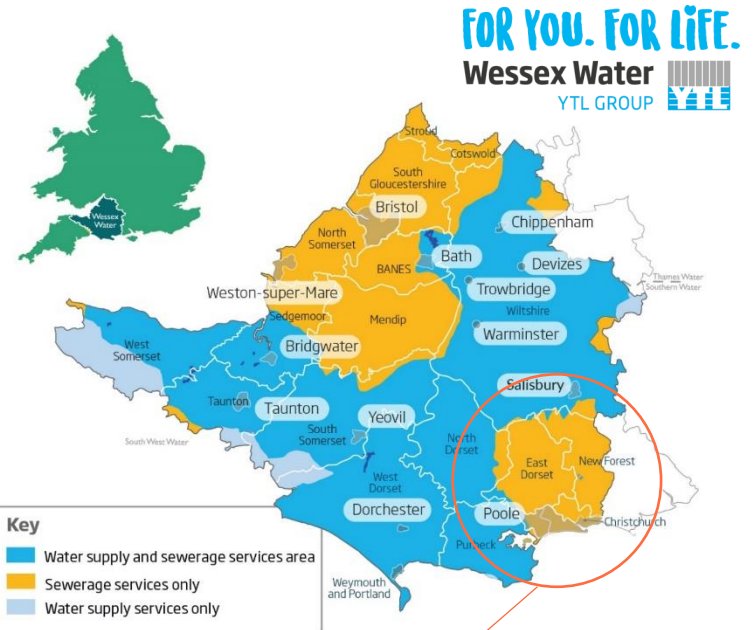 FOR YOU. FOR LiFE.
Wessex Water
YTL GROUP
YTL
Wessex
Water
Stroud
Cotswold
South
Gloucestershire
Bristol
Chippenham
North
Somerset
Bath
BANES
Devizes
Thames Water
Southern Water
Trowbridge
Weston-super-Mare
Wiltshire
Sedgemoor
Mendip
Warminster
West
Somerset
Bridgwater
Salisbury
Taunton
Taunton
Yeovil
South
Somerset
South West Water
North
Dorset
East
Dorset
New Forest
West
Dorset
Dorchester
Poole
Christchurch
Purbeck
Weymouth
and Portland
Key
Water supply and sewerage services area
Sewerage services only
Water supply services only